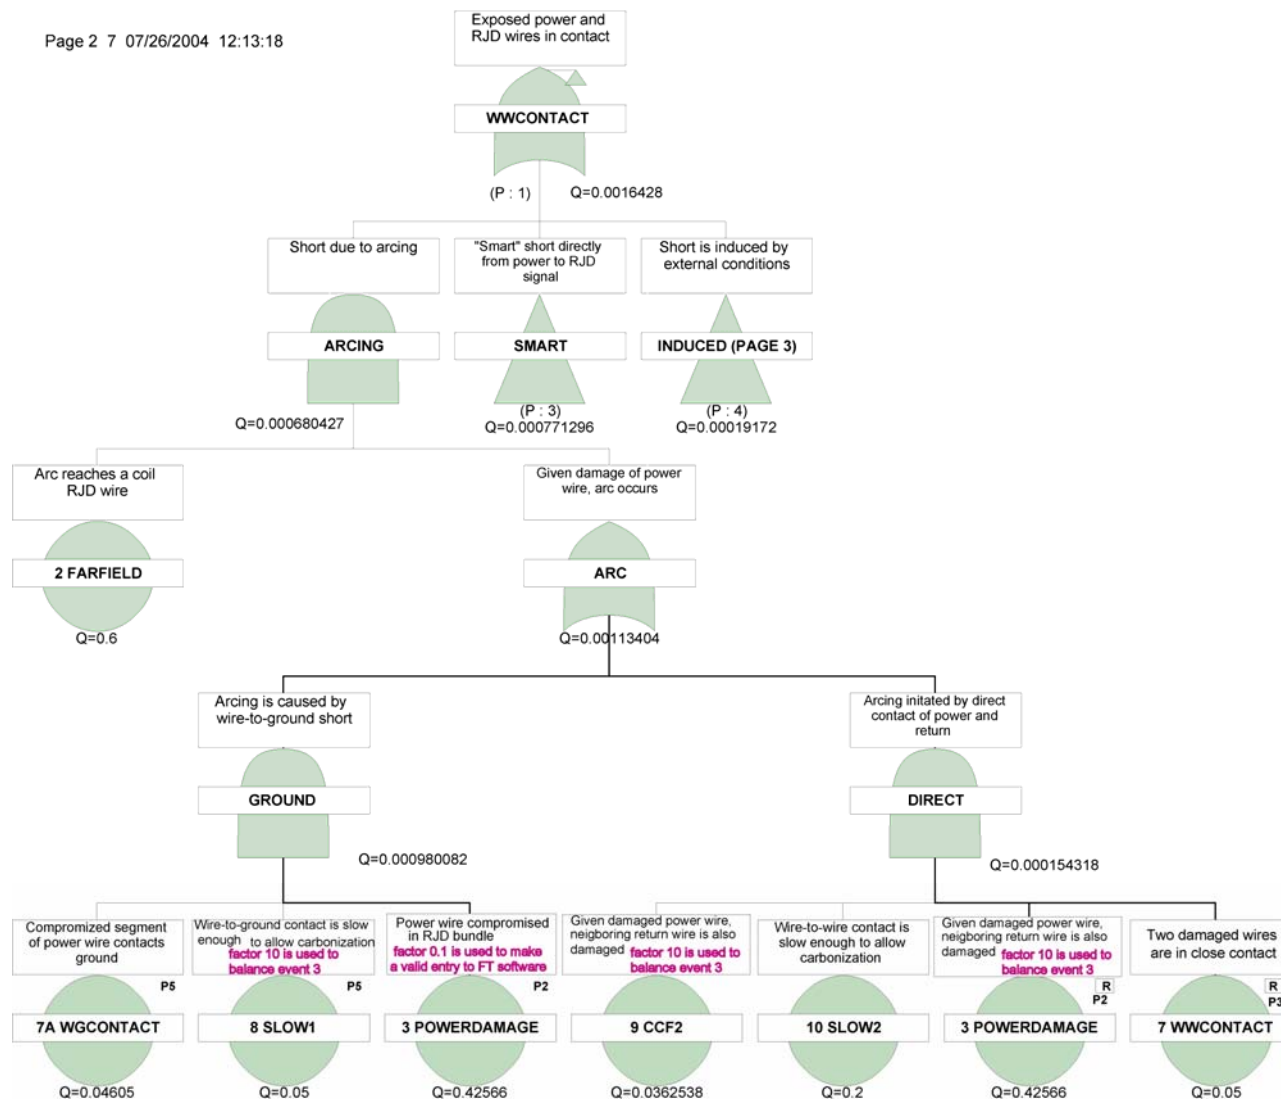 Page 2  7  07/26/2004  12:13:18
Exposed power and
RJD wires in contact
WWCONTACT
(P : 1)
Q=0.0016428
Short due to arcing
ARCING
Q=0.000680427
"Smart" short directly
from power to RJD
signal
SMART
(P : 3)
Q=0.000771296
Short is induced by
external conditions
INDUCED (PAGE 3)
(P : 4)
Q=0.00019172
Arc reaches a coil
RJD wire
2 FARFIELD
Q=0.6
Given damage of power
wire, arc occurs
ARC
Q=0.00113404
Arcing is caused by
wire-to-ground short
GROUND
Q=0.000980082
Arcing initated by direct
contact of power and
return
DIRECT
Q=0.000154318
Compromized segment
of power wire contacts
ground
P5
7A WGCONTACT
Q=0.04605
Wire-to-ground contact is slow
enough to allow carbonization
factor 10 is used to
balance event 3
P5
8 SLOW1
Q=0.05
Power wire compromised
in RJD bundle
factor 0.1 is used to make
a valid entry to FT software
P2
3 POWERDAMAGE
Q=0.42566
Given damaged power wire,
neigboring return wire is also
damaged factor 10 is used to
balance event 3
9 CCF2
Q=0.0362538
Wire-to-wire contact is
slow enough to allow
carbonization
10 SLOW2
Q=0.2
Given damaged power wire,
neigboring return wire is also
damaged factor 10 is used to
balance event 3
R
P2
3 POWERDAMAGE
Q=0.42566
Two damaged wires
are in close contact
R
P3
7 WWCONTACT
Q=0.05